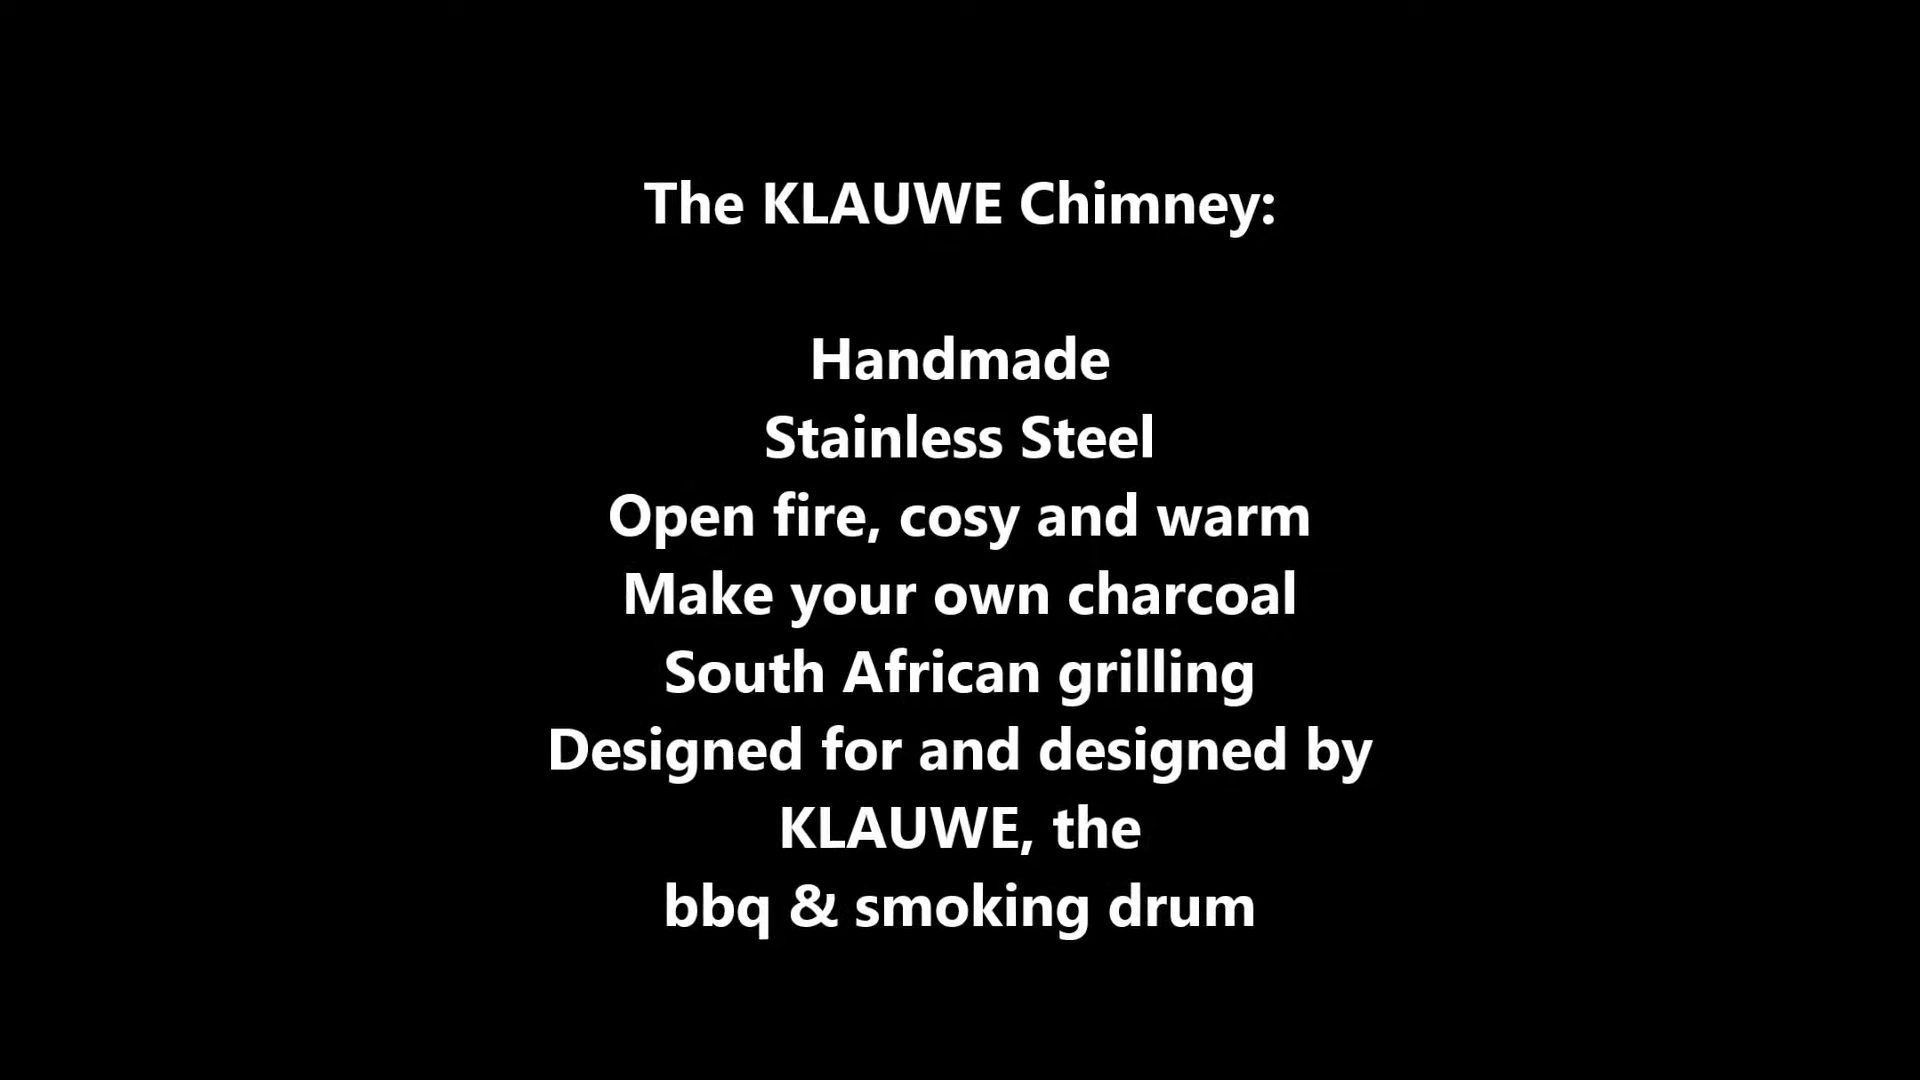 The KLAUWE Chimney:
Handmade
Stainless Steel
Open fire, cosy and warm
Make your own charcoal
South African grilling
Designed for and designed by
KLAUWE, the
bbq & smoking drum